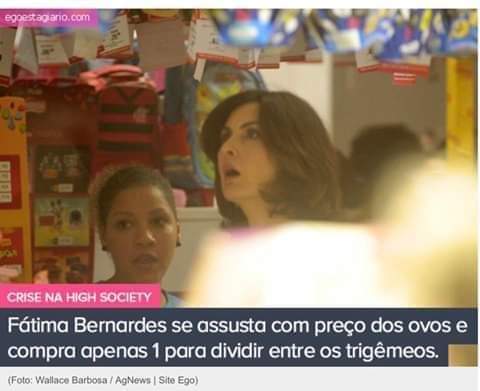 egoestagiario.com
CRISE NA HIGH SOCIETY
Fátima Bernardes se assusta com preço dos ovos e
compra apenas 1 para dividir entre os trigêmeos.
(Foto: Wallace Barbosa / AgNews | Site Ego)